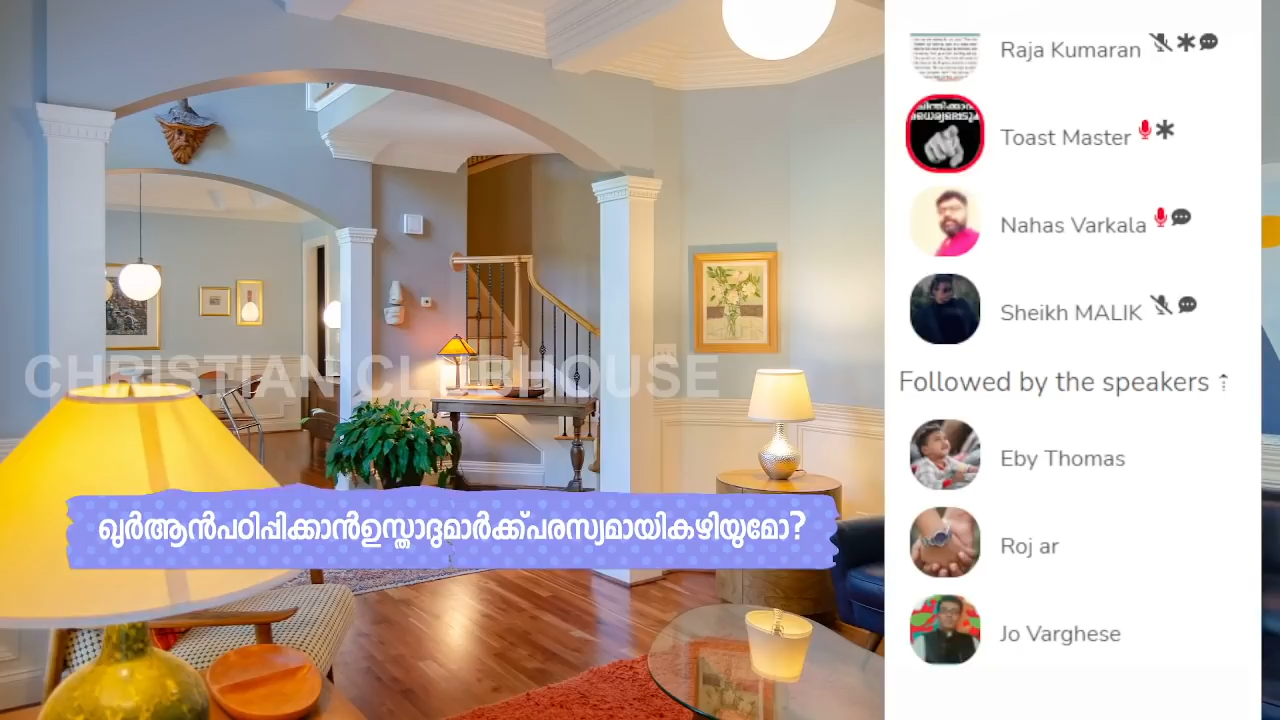 Raja Kumaran
ചിന്തിക്കാൻ
ധൈര്യപ്പെടൂ
Toast Master
Nahas Varkala
Sheikh MALIK
CHRISTIAN CLUBHOUSE
Followed by the speakers
Eby Thomas
ഖുർആൻപഠിപ്പിക്കാൻഉസ്താദുമാർക്ക്പരസ്യമായികഴിയുമോ?
Roj ar
Jo Varghese